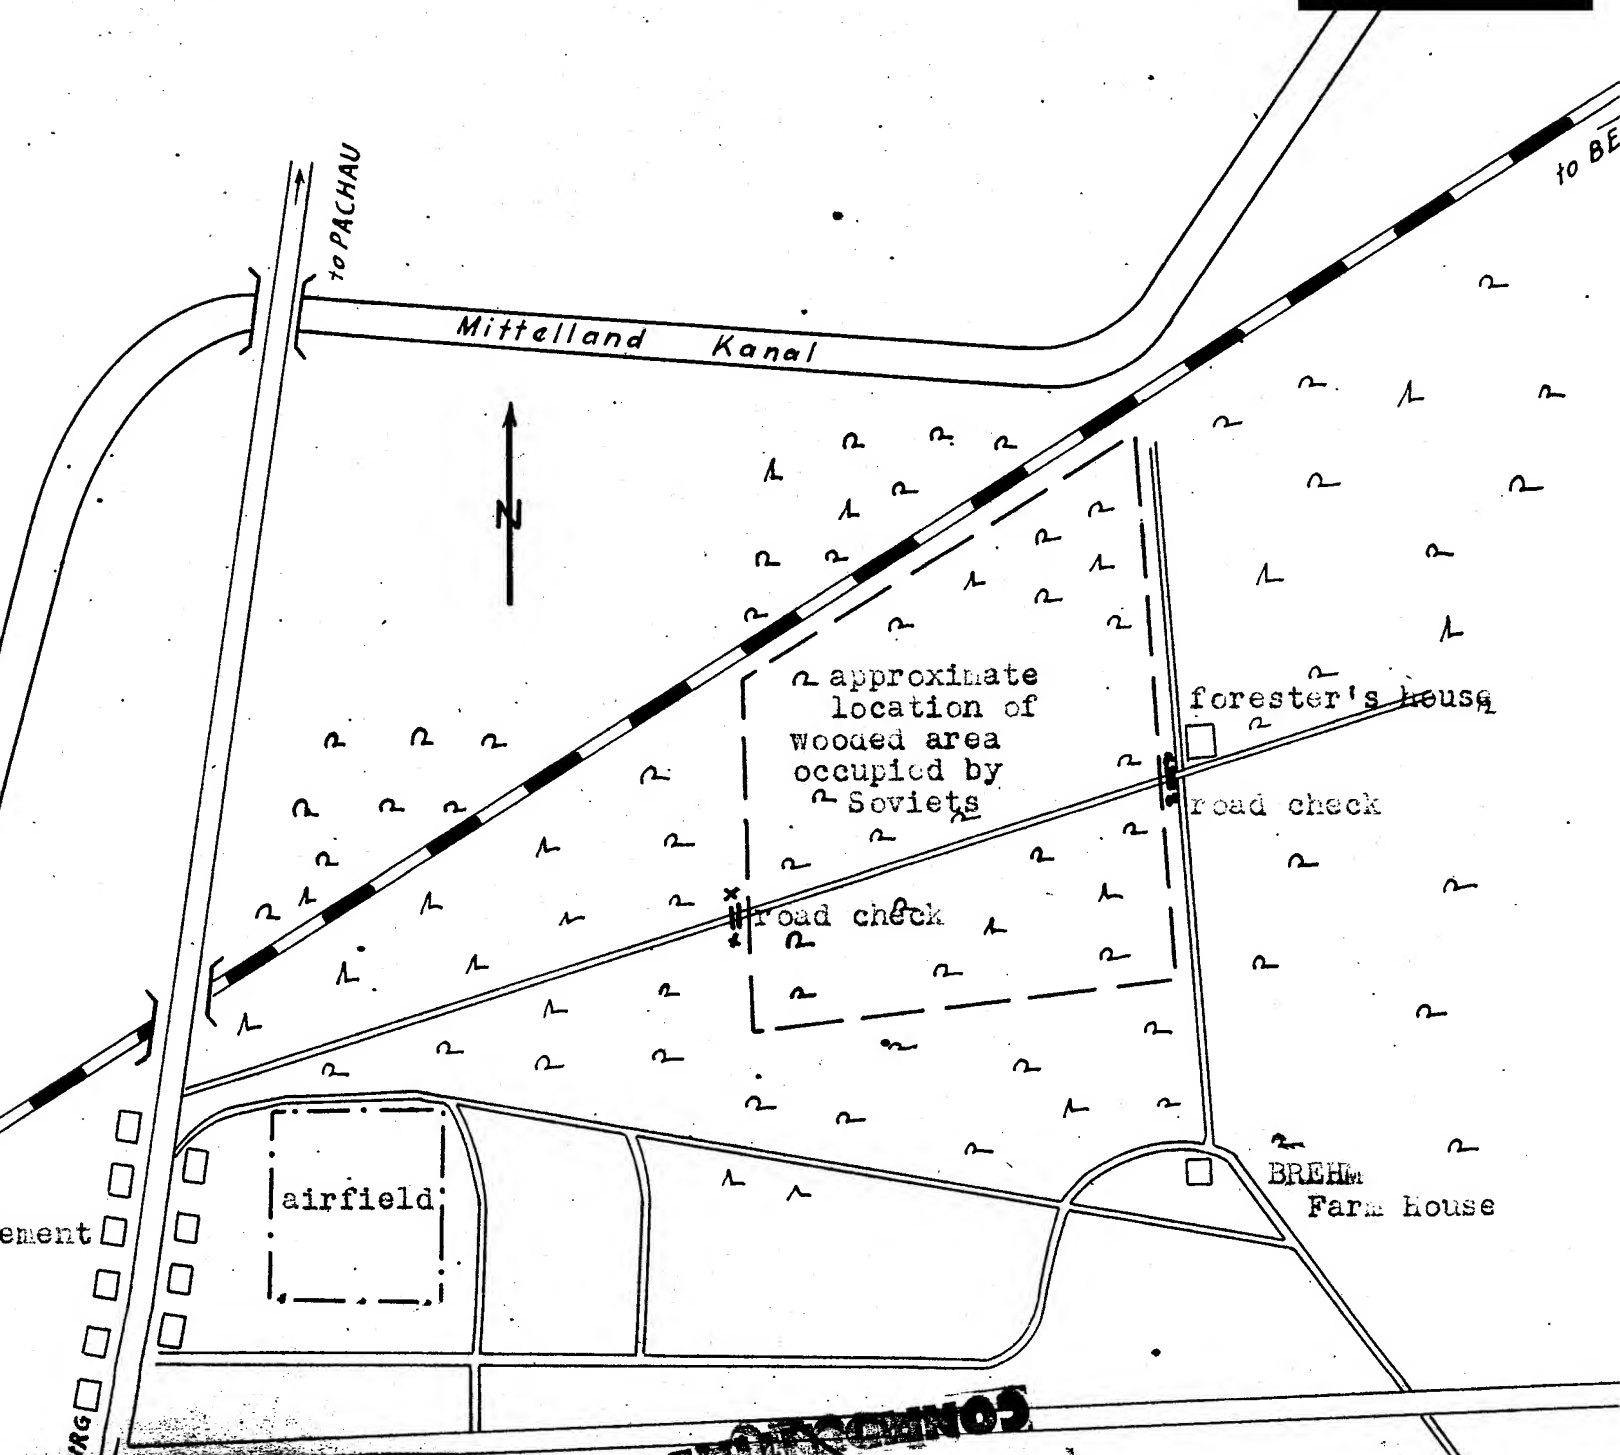 to PACHAU
to BE
Mittelland Kanal
N
approximate
location of
wooded area
occupied by
Soviets
forester's house
road check
road check
airfield
BREHM
Farm House
ement
RG